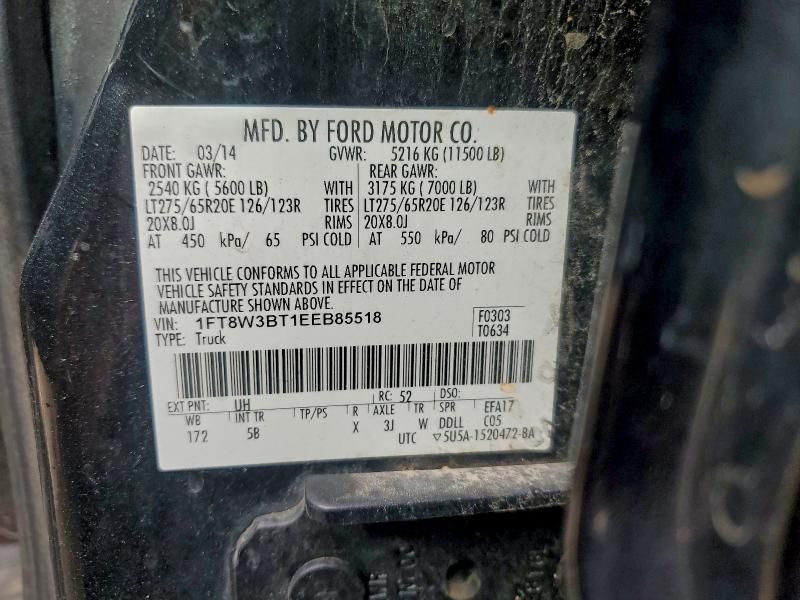 MFD. BY FORD MOTOR CO.
DATE: 03/14 GVWR: 5216 KG (11500 LB)
FRONT GAWR: REAR GAWR:
2540 KG ( 5600 LB) WITH 3175 KG ( 7000 LB) WITH
LT275/65R20E 126/123R TIRES LT275/65R20E 126/123R TIRES
20X8.0J RIMS 20X8.0J RIMS
AT 450 kPa/ 65 PSI COLD AT 550 kPa/ 80 PSI COLD
THIS VEHICLE CONFORMS TO ALL APPLICABLE FEDERAL MOTOR
VEHICLE SAFETY STANDARDS IN EFFECT ON THE DATE OF
MANUFACTURE SHOWN ABOVE.
VIN: 1FT8W3BT1EEB85518 F0303
TYPE: Truck T0634
EXT PNT: UH RC: 52 DSO:
WB INT TR TP/PS R AXLE TR SPR EFA17
172 5B X 3J W DDLL C05
UTC ▽5U5A-1520472-BA